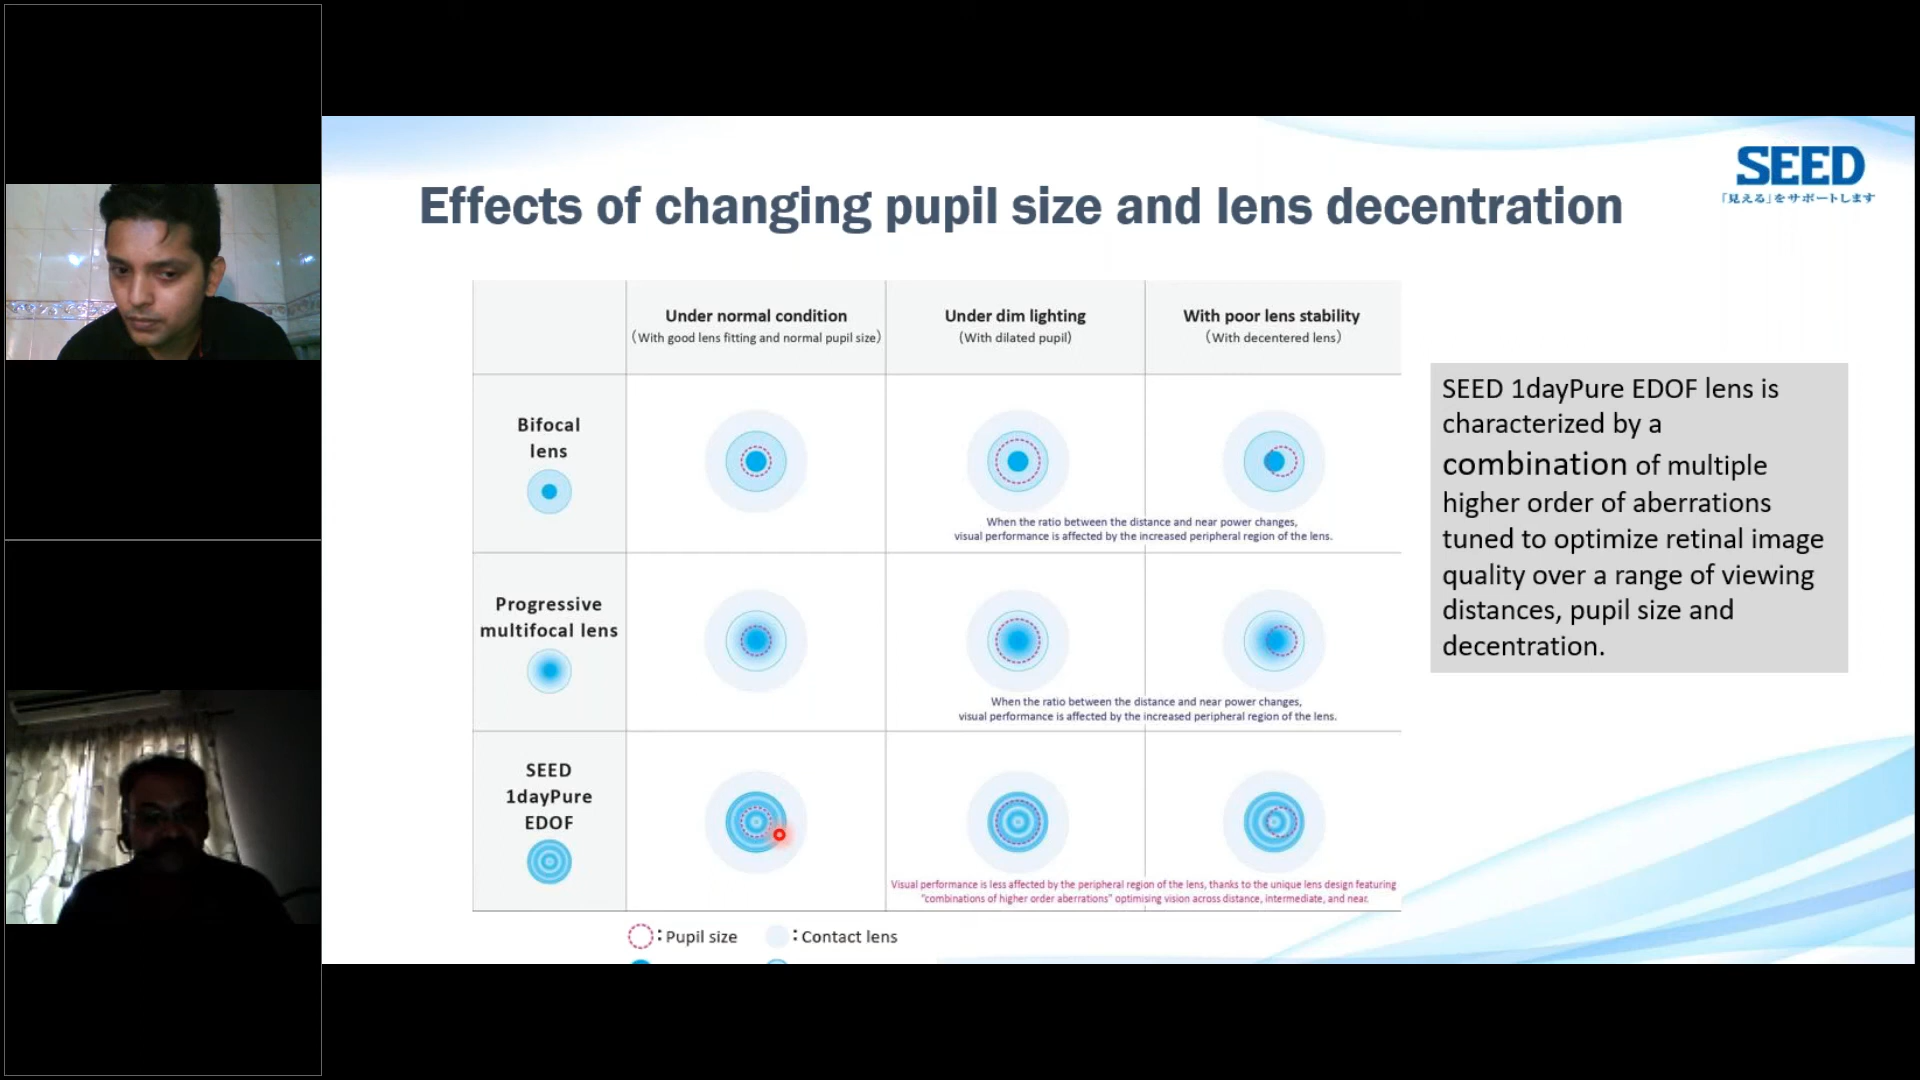 SEED
「見える」をサポートします
Effects of changing pupil size and lens decentration
Under normal condition
(With good lens fitting and normal pupil size)
Under dim lighting
(With dilated pupil)
With poor lens stability
(With decentered lens)
Bifocal
lens
When the ratio between the distance and near power changes,
visual performance is affected by the increased peripheral region of the lens.
Progressive
multifocal lens
When the ratio between the distance and near power changes,
visual performance is affected by the increased peripheral region of the lens.
SEED
1dayPure
EDOF
Visual performance is less affected by the peripheral region of the lens, thanks to the unique lens design featuring
"combinations of higher order aberrations" optimising vision across distance, intermediate, and near.
: Pupil size
: Contact lens
SEED 1dayPure EDOF lens is
characterized by a
combination of multiple
higher order of aberrations
tuned to optimize retinal image
quality over a range of viewing
distances, pupil size and
decentration.